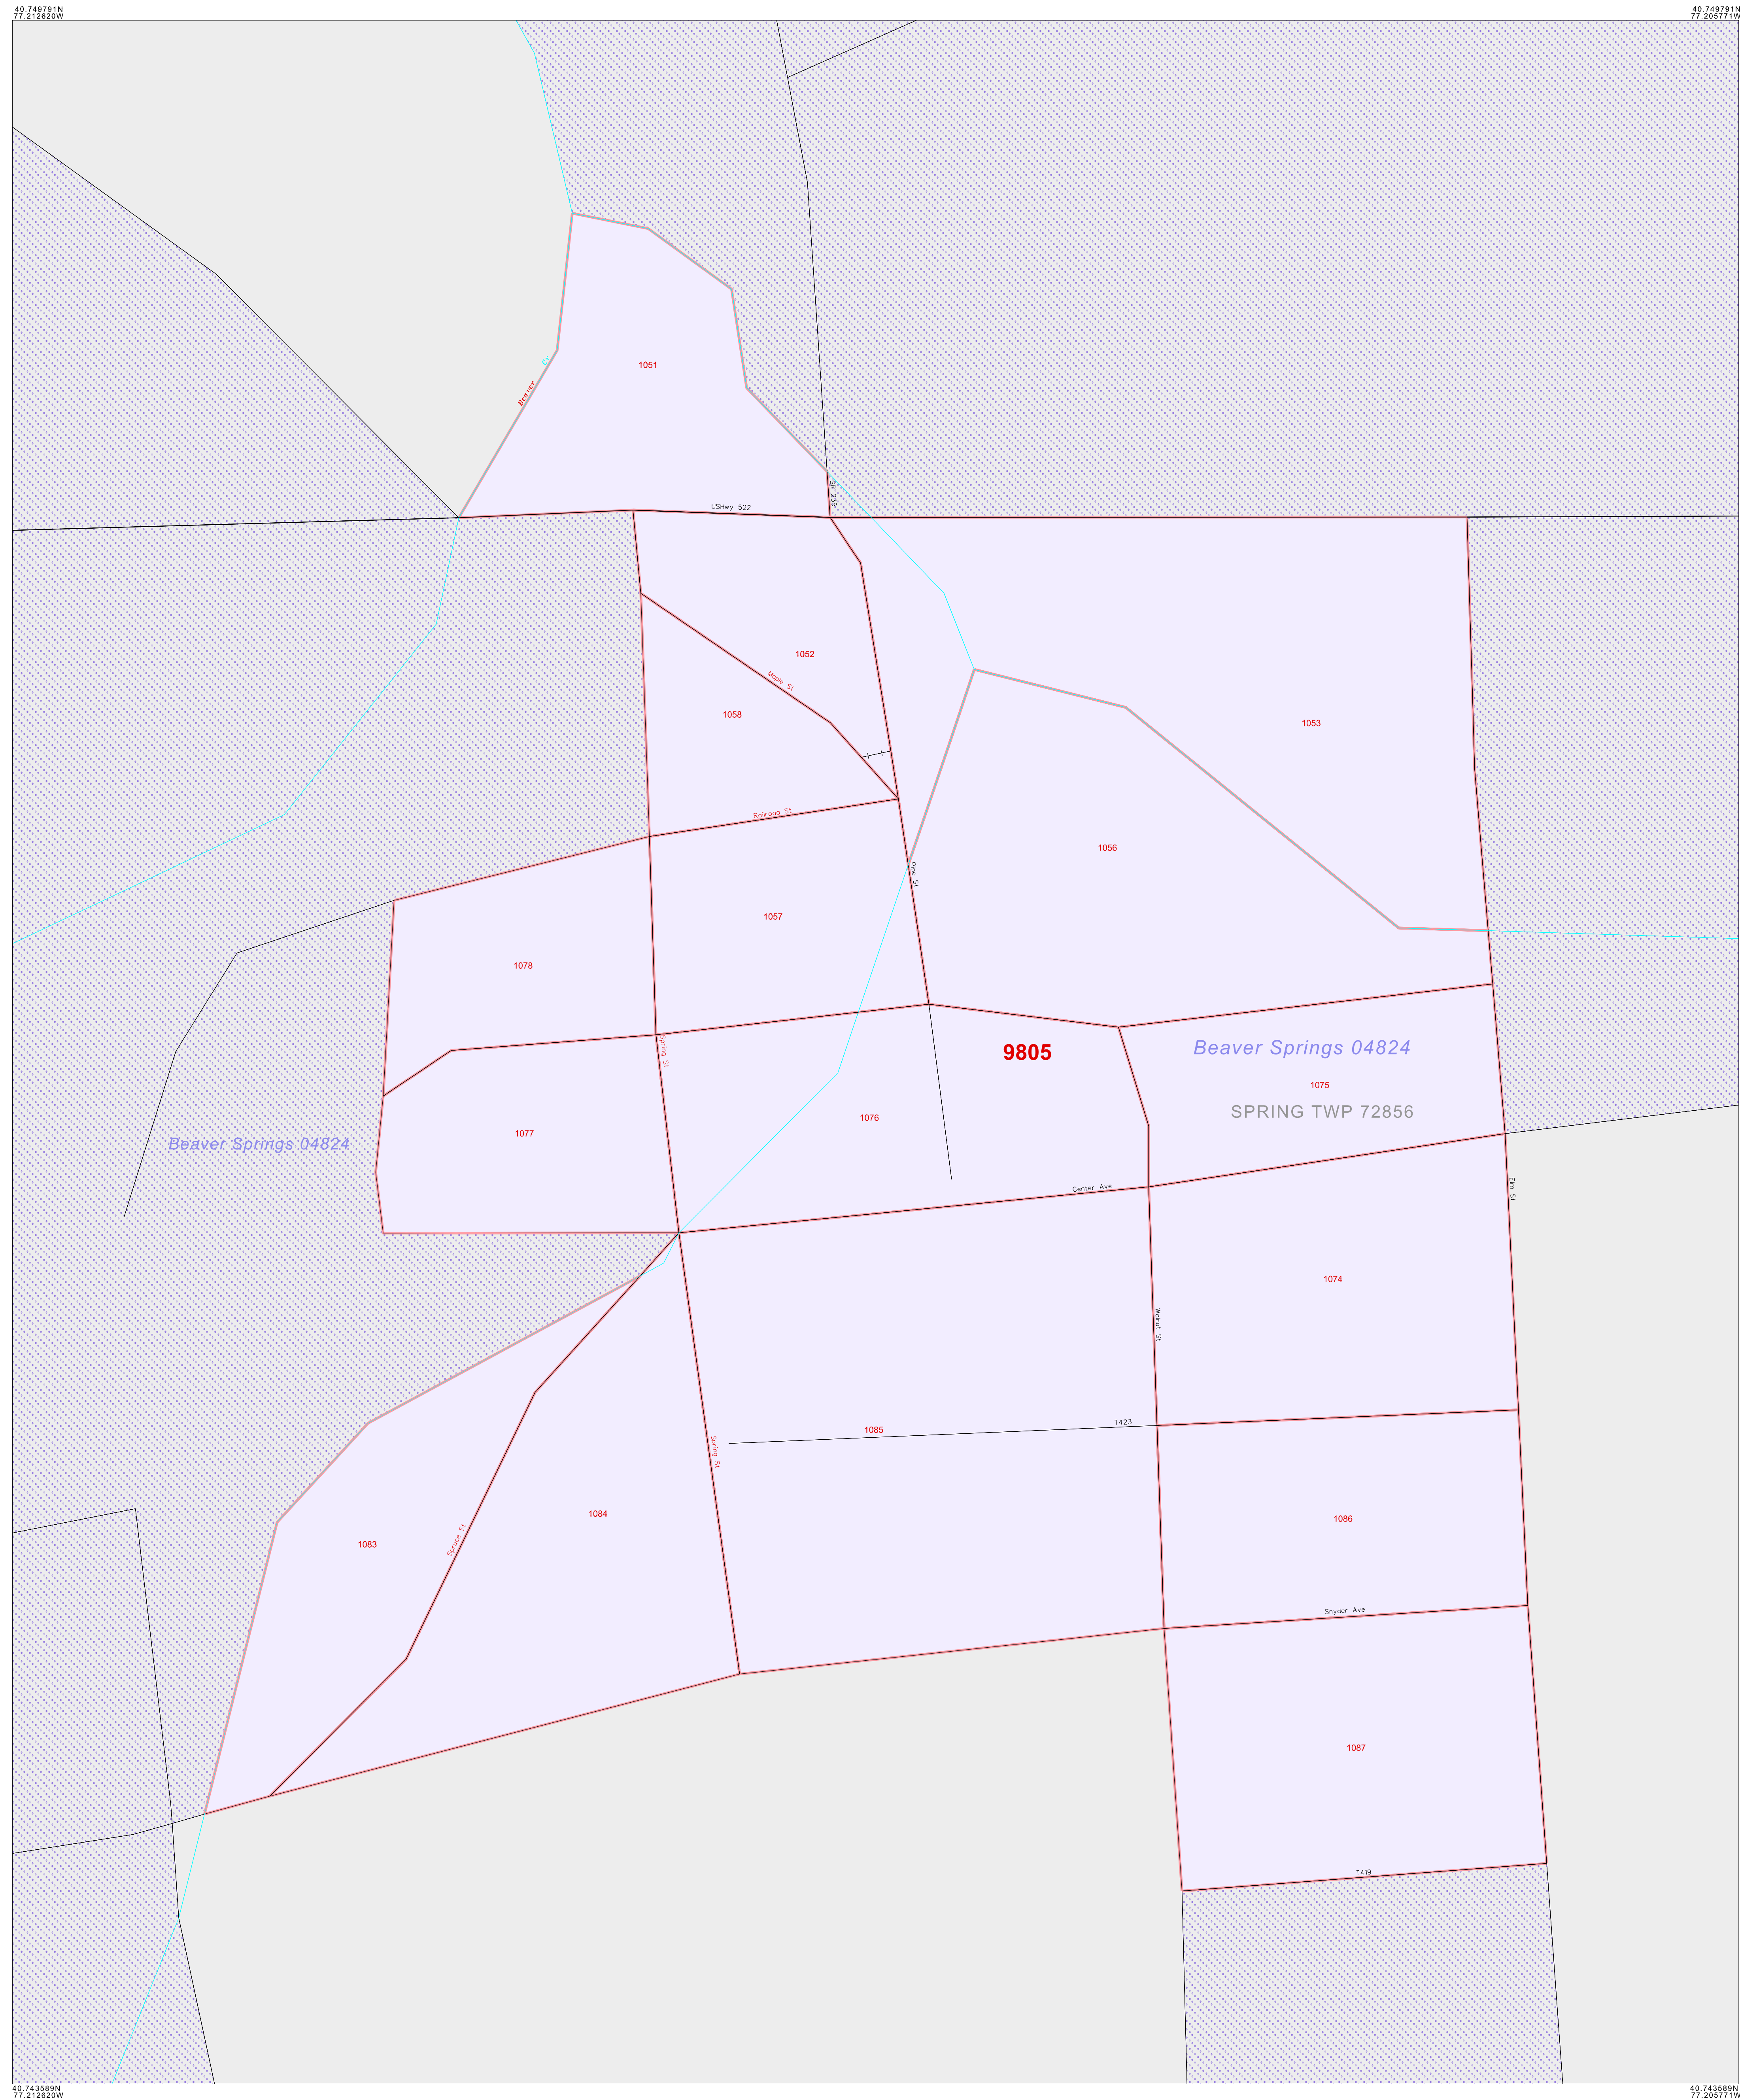 40.749791N
77.212620W
40.749791N
77.205771W
1051
Beaver Cr
SR 235
USHwy 522
1052
Maple St
1058
1053
Railroad St
1056
Pine St
1057
1078
Spring St
9805
Beaver Springs 04824
1075
SPRING TWP 72856
1076
1077
Beaver Springs 04824
Center Ave
Elm St
1074
Walnut St
T423
1085
Spring St
1084
1086
1083
Spruce St
Snyder Ave
1087
T419
40.743589N
77.212620W
40.743589N
77.205771W